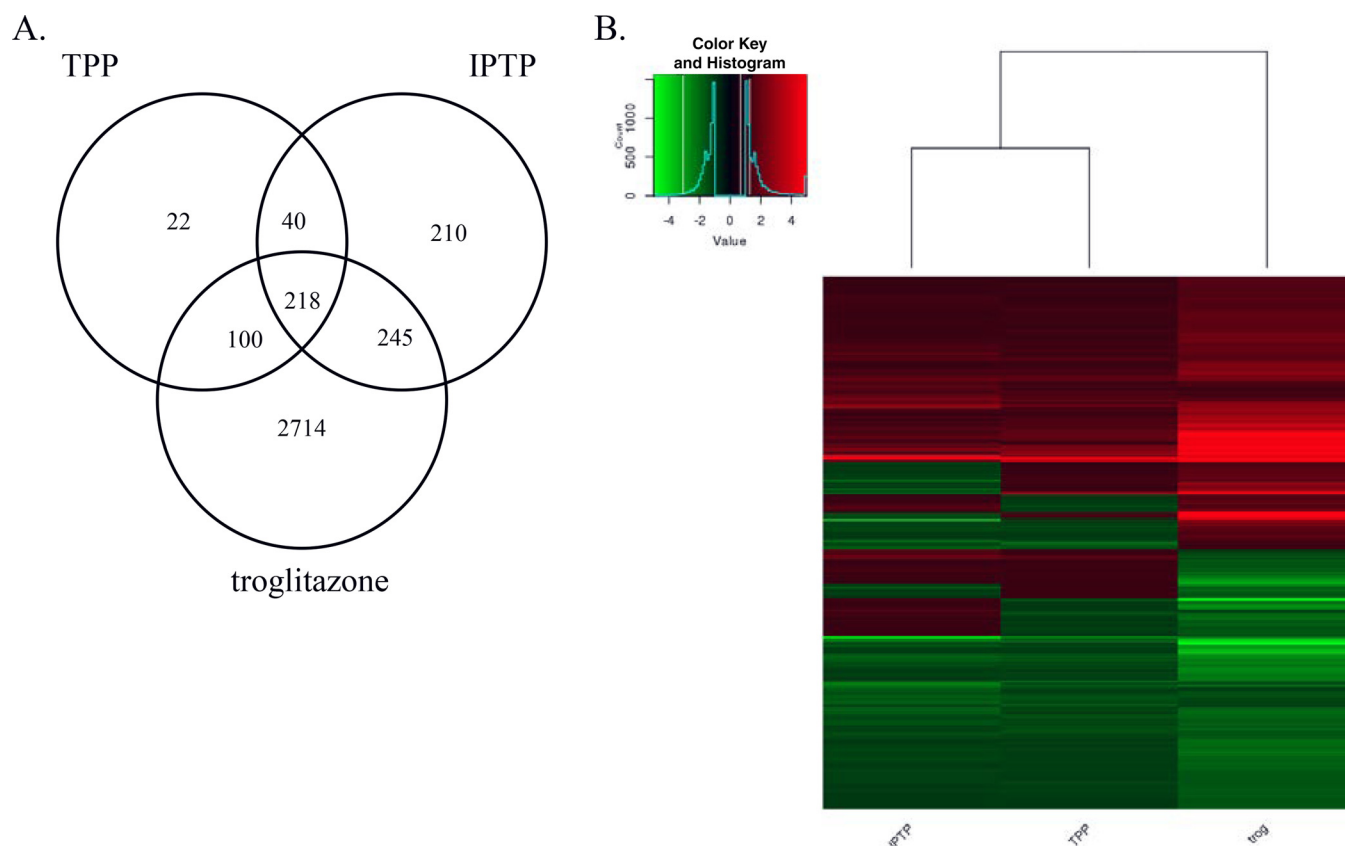 A.
TPP
IPTP
22
40
210
218
100
245
2714
troglitazone
B.
Color Key
and Histogram
Count
0 500 1000
-4 -2 0 2 4
Value
IPTP
TPP
trog